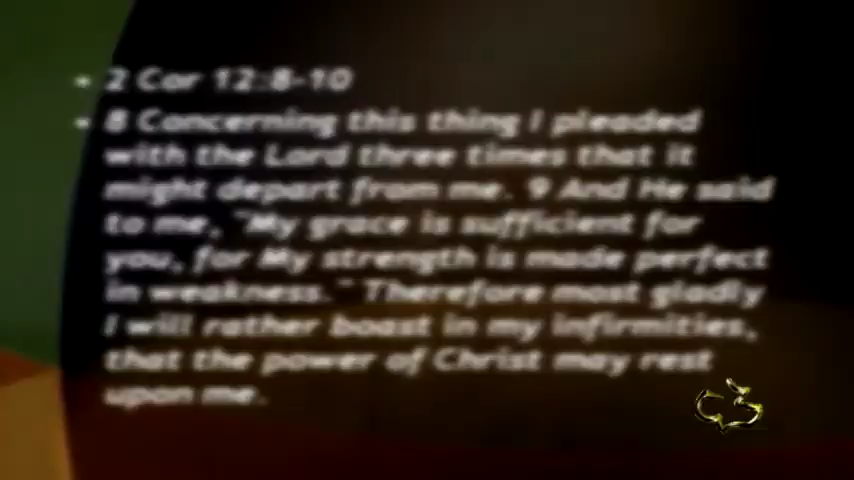 • 2 Cor 12:8-10
• 8 Concerning this thing I pleaded
with the Lord three times that it
might depart from me. 9 And He said
to me, "My grace is sufficient for
you, for My strength is made perfect
in weakness." Therefore most gladly
I will rather boast in my infirmities,
that the power of Christ may rest
upon me.
C3